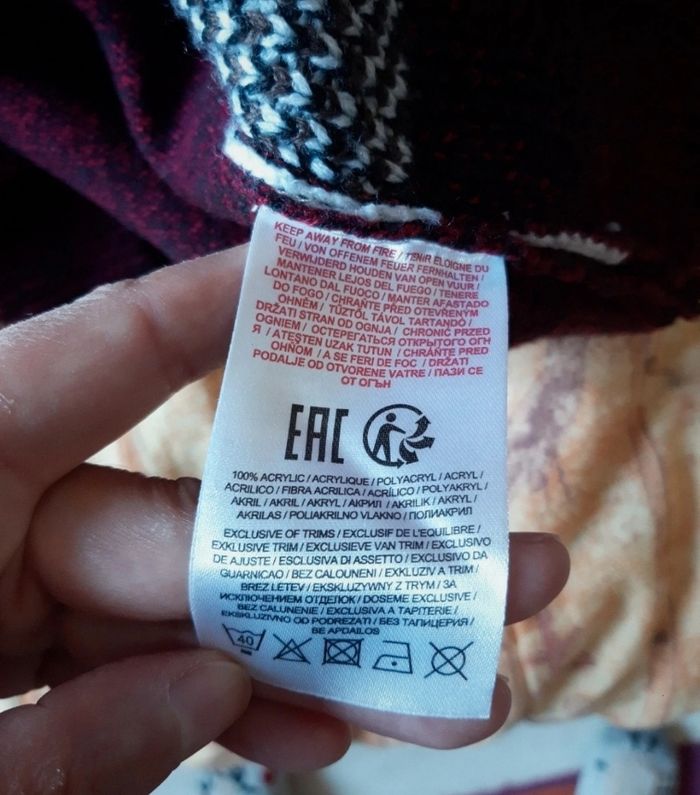 KEEP AWAY FROM FIRE / TENIR ELOIGNE DU
FEU / VON OFFENEM FEUER FERNHALTEN /
VERWIJDERD HOUDEN VAN OPEN VUUR /
MANTENER LEJOS DEL FUEGO / TENERE
LONTANO DAL FUOCO / MANTER AFASTADO
DO FOGO / CHRAŇTE PŘED OTEVŘENÝM
OHNĚM / TŰZTŐL TÁVOL TARTANDÓ /
DRŽATI STRAN OD OGNJA / CHRONIĆ PRZED
OGNIEM / ОСТЕРЕГАТЬСЯ ОТКРЫТОГО ОГН
Я / ATEŞTEN UZAK TUTUN / CHRÁŇTE PRED
OHŇOM / A SE FERI DE FOC / DRŽATI
PODALJE OD OTVORENE VATRE / ПАЗИ СЕ
ОТ ОГЪН
EAC
100% ACRYLIC / ACRYLIQUE / POLYACRYL / ACRYL /
ACRILICO / FIBRA ACRILICA / ACRÍLICO / POLYAKRYL /
AKRIL / AKRIL / AKRYL / АКРИЛ / AKRILIK / AKRYL /
AKRILAS / POLIAKRILNO VLAKNO / ПОЛИАКРИЛ
EXCLUSIVE OF TRIMS / EXCLUSIF DE L'EQUILIBRE /
EXKLUSIVE TRIM / EXCLUSIEVE VAN TRIM / EXCLUSIVO
DE AJUSTE / ESCLUSIVA DI ASSETTO / EXCLUSIVO DA
GUARNICAO / BEZ CALOUNENI / EXKLUZIV A TRIM /
BREZ LETEV / EKSKLUZYWNY Z TRYM / ЗА
ИСКЛЮЧЕНИЕМ ОТДЕЛОК / DOSEME EXCLUSIVE /
BEZ CALUNENIE / EXCLUSIVA A TAPITERIE /
EKSKLUZIVNO OD PODREZATI / БЕЗ ТАПИЦЕРИЯ /
BE APDAILOS
40